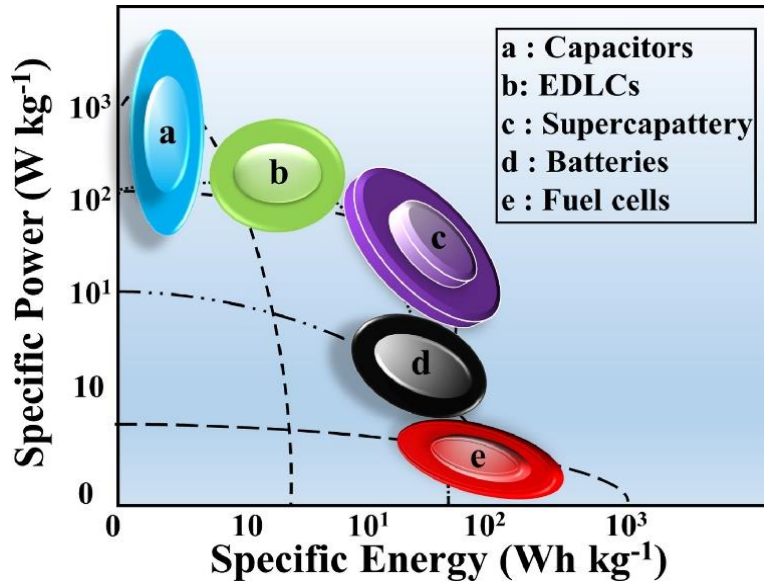 a : Capacitors
b: EDLCs
c : Supercapattery
d : Batteries
e : Fuel cells
Specific Power (W kg⁻¹)
10³
10²
10¹
10
0
a
b
c
d
e
0 10 10¹ 10² 10³
Specific Energy (Wh kg⁻¹)